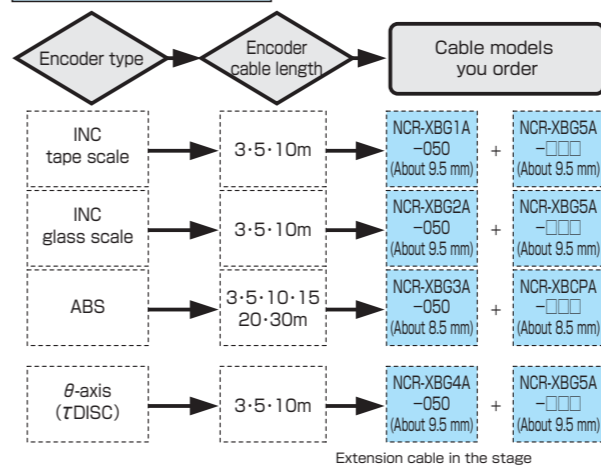 Encoder type
Encoder
cable length
Cable models
you order
INC
tape scale
3·5·10m
NCR-XBG1A
-050
(About 9.5 mm)
+
NCR-XBG5A
-□□□
(About 9.5 mm)
INC
glass scale
3·5·10m
NCR-XBG2A
-050
(About 9.5 mm)
+
NCR-XBG5A
-□□□
(About 9.5 mm)
ABS
3·5·10·15
20·30m
NCR-XBG3A
-050
(About 8.5 mm)
+
NCR-XBCPA
-□□□
(About 8.5 mm)
θ-axis
(τDISC)
3·5·10m
NCR-XBG4A
-050
(About 9.5 mm)
+
NCR-XBG5A
-□□□
(About 9.5 mm)
Extension cable in the stage